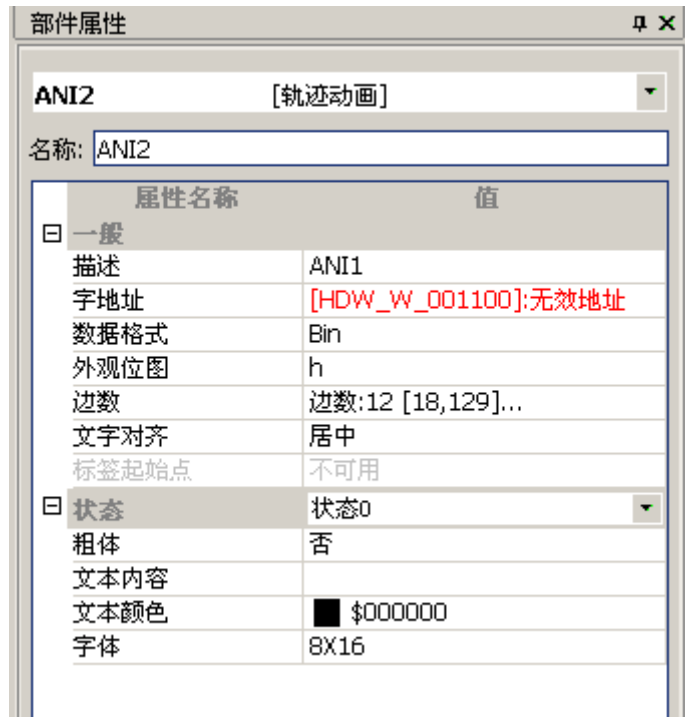 部件属性
ANI2 [轨迹动画]
名称: ANI2
属性名称 值
一般
描述 ANI1
字地址 [HDW_W_001100]:无效地址
数据格式 Bin
外观位图 h
边数 边数:12 [18,129]...
文字对齐 居中
标签起始点 不可用
状态 状态0
粗体 否
文本内容
文本颜色 $000000
字体 8X16